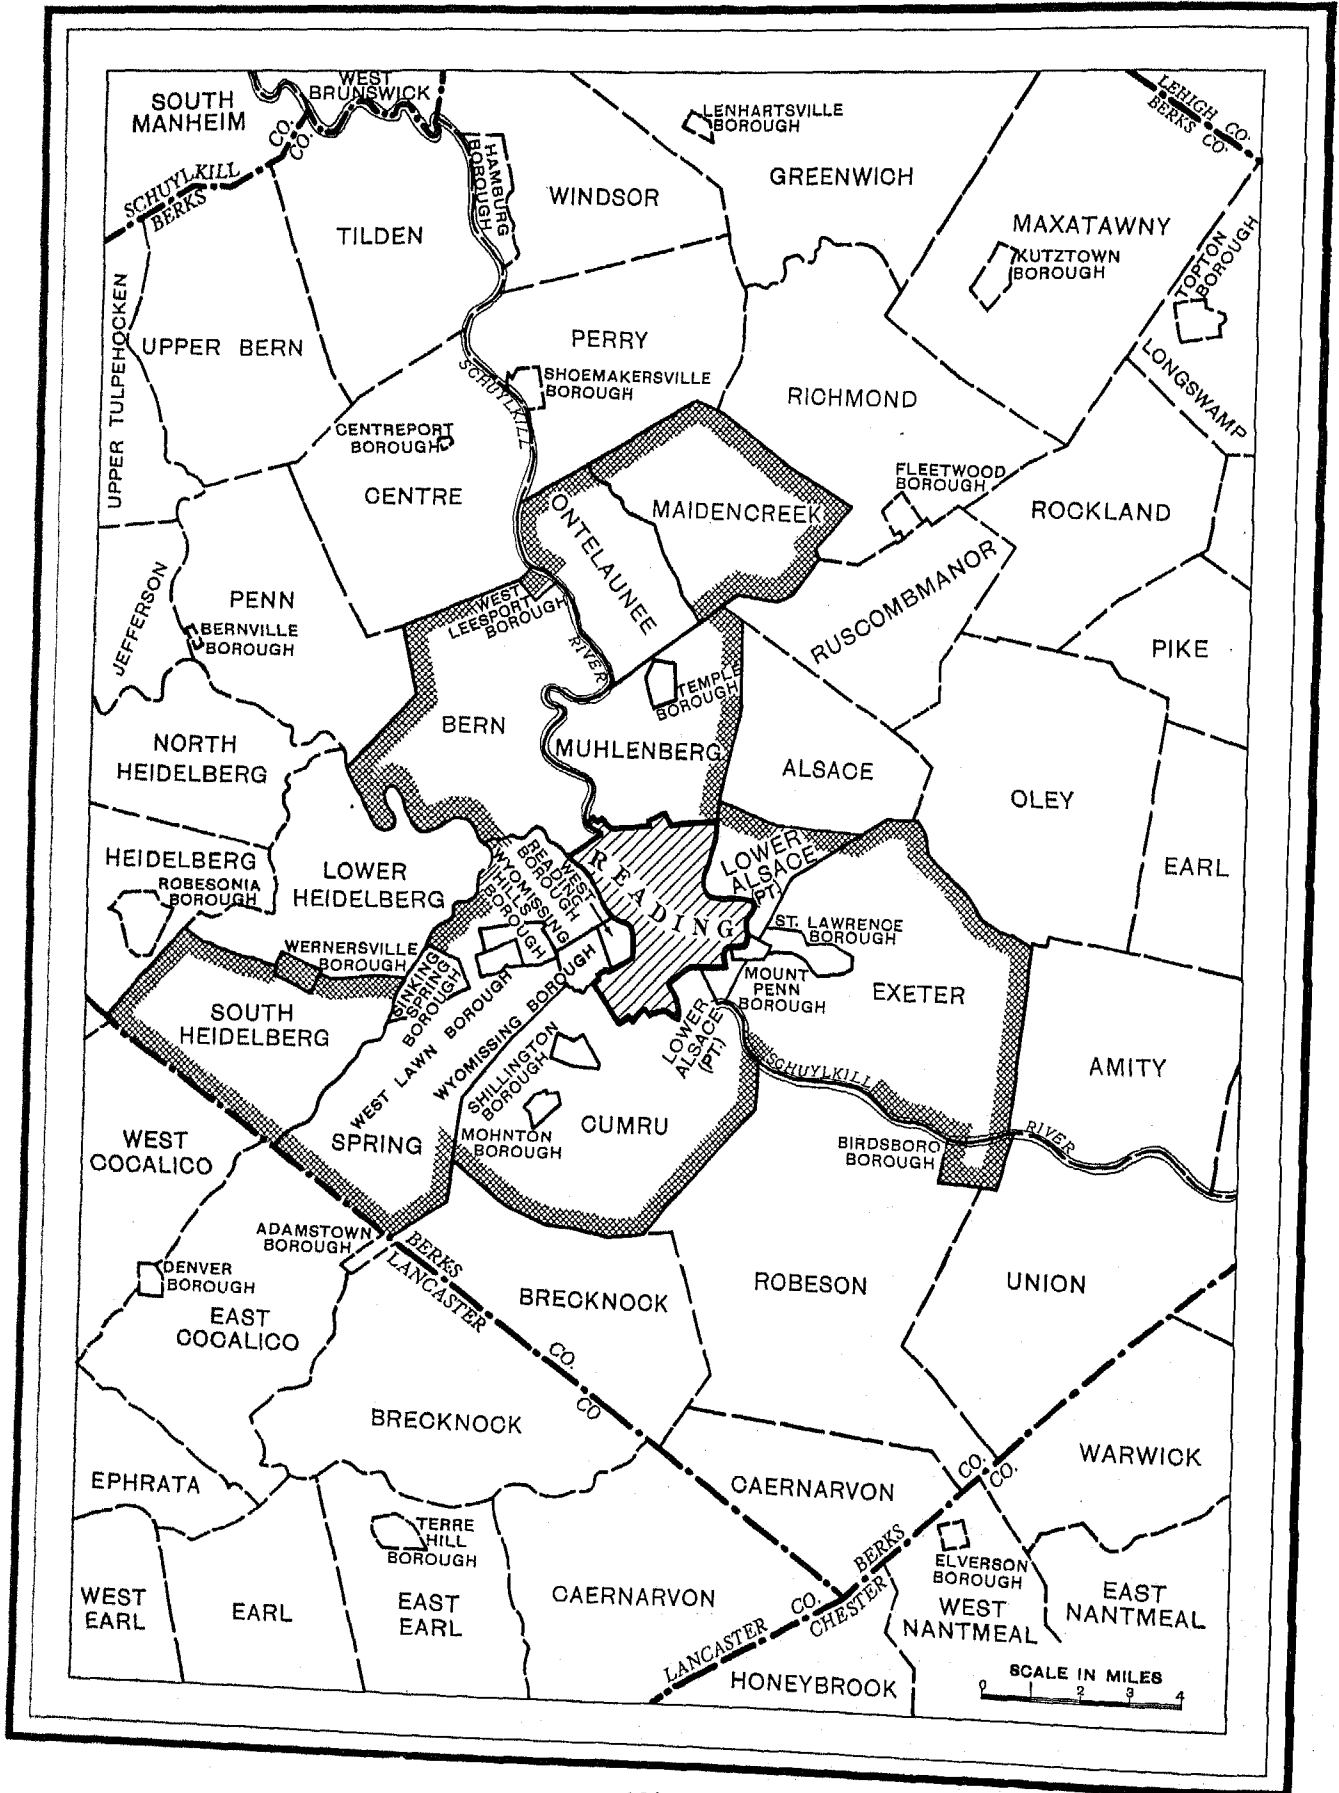 WEST
BRUNSWICK
SOUTH
MANHEIM
CO.
CO.
SCHUYLKILL
BERKS
LEHIGH CO.
BERKS CO.
LENHARTSVILLE
BOROUGH
HAMBURG
BOROUGH
WINDSOR
GREENWICH
TILDEN
MAXATAWNY
KUTZTOWN
BOROUGH
TOPTON
BOROUGH
UPPER TULPEHOCKEN
UPPER BERN
PERRY
SHOEMAKERSVILLE
BOROUGH
SCHUYLKILL
RICHMOND
LONGSWAMP
CENTREPORT
BOROUGH
CENTRE
FLEETWOOD
BOROUGH
ROCKLAND
ONTELAUNEE
MAIDENCREEK
JEFFERSON
PENN
BERNVILLE
BOROUGH
WEST
LEESPORT
BOROUGH
RIVER
RUSCOMBMANOR
PIKE
TEMPLE
BOROUGH
BERN
MUHLENBERG
NORTH
HEIDELBERG
ALSACE
OLEY
HEIDELBERG
ROBESONIA
BOROUGH
LOWER
HEIDELBERG
WYOMISSING
HILLS
BOROUGH
WEST
READING
BOROUGH
READING
LOWER
ALSACE
(PT.)
EARL
ST. LAWRENCE
BOROUGH
WERNERSVILLE
BOROUGH
SINKING
SPRING
BOROUGH
MOUNT
PENN
BOROUGH
EXETER
SOUTH
HEIDELBERG
WEST LAWN BOROUGH
WYOMISSING BOROUGH
SHILLINGTON
BOROUGH
LOWER
ALSACE
(PT.)
SCHUYLKILL
AMITY
WEST
COCALICO
SPRING
MOHNTON
BOROUGH
CUMRU
BIRDSBORO
BOROUGH
RIVER
ADAMSTOWN
BOROUGH
BERKS
LANCASTER
DENVER
BOROUGH
EAST
COCALICO
BRECKNOCK
ROBESON
UNION
CO.
CO
BRECKNOCK
WARWICK
EPHRATA
CAERNARVON
CO.
CO.
TERRE
HILL
BOROUGH
BERKS
CHESTER
ELVERSON
BOROUGH
WEST
EARL
EARL
EAST
EARL
CAERNARVON
LANCASTER CO.
WEST
NANTMEAL
EAST
NANTMEAL
HONEYBROOK
SCALE IN MILES
0 1 2 3 4